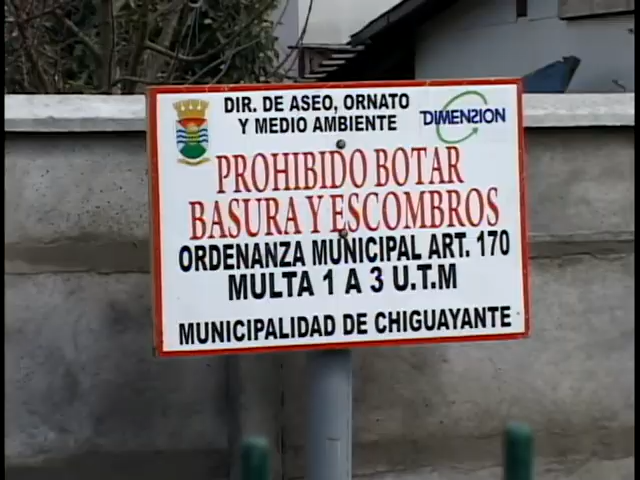 DIR. DE ASEO, ORNATO
Y MEDIO AMBIENTE
DIMENSION
PROHIBIDO BOTAR
BASURA Y ESCOMBROS
ORDENANZA MUNICIPAL ART. 170
MULTA 1 A 3 U.T.M
MUNICIPALIDAD DE CHIGUAYANTE